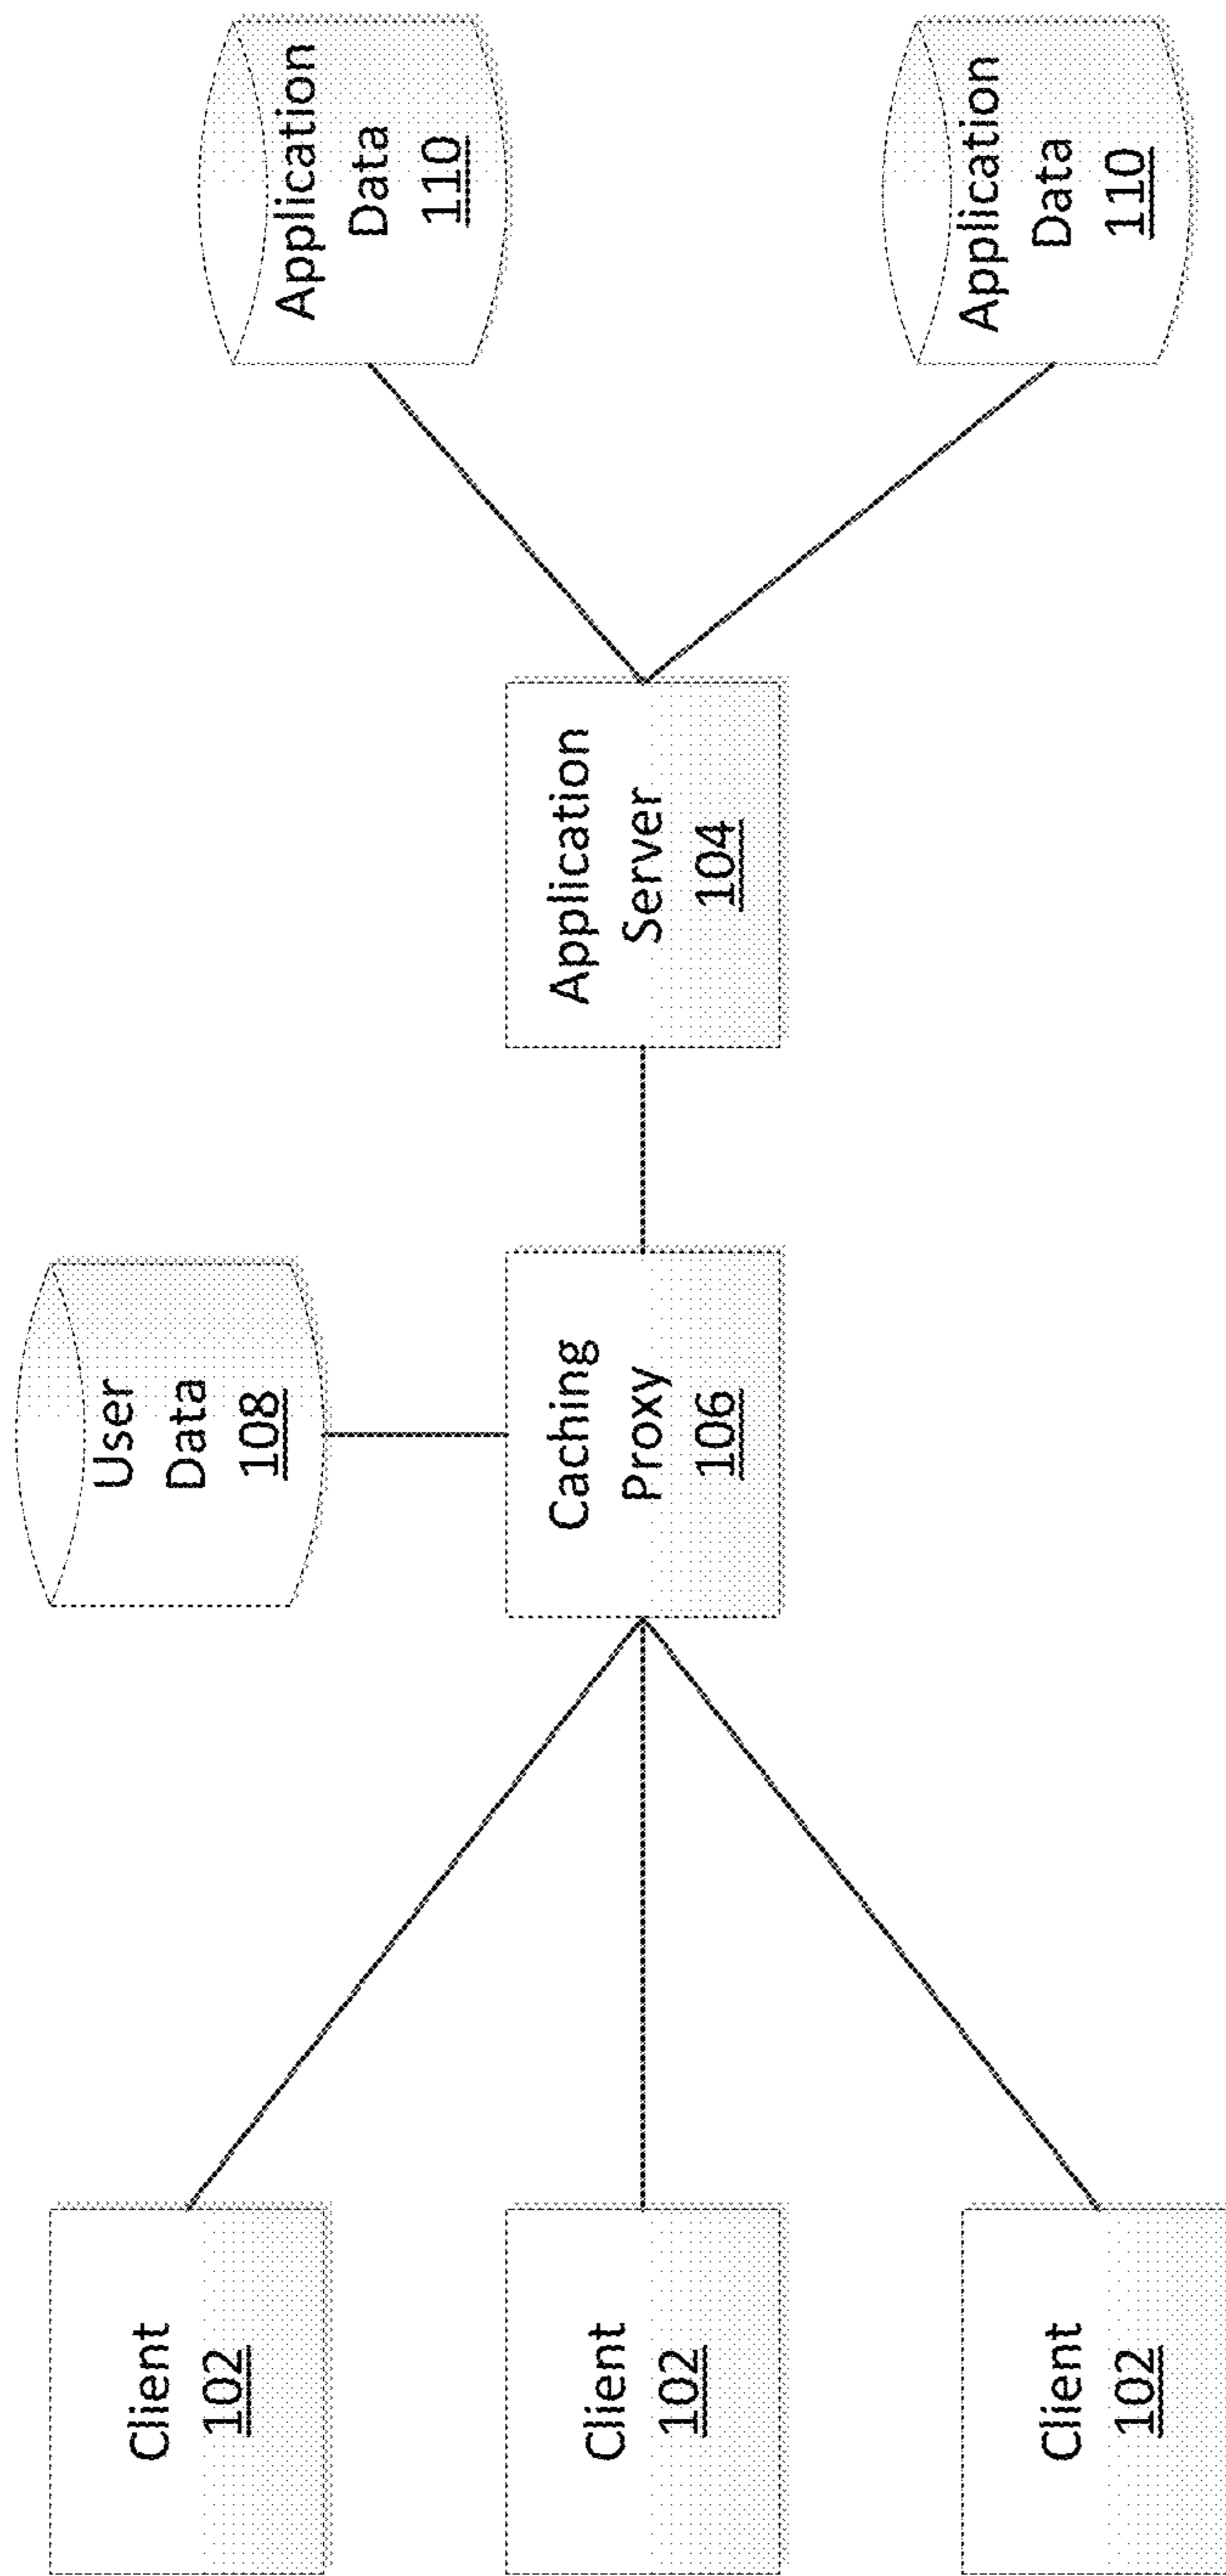 Client
102
Client
102
Client
102
User
Data
108
Caching
Proxy
106
Application
Server
104
Application
Data
110
Application
Data
110